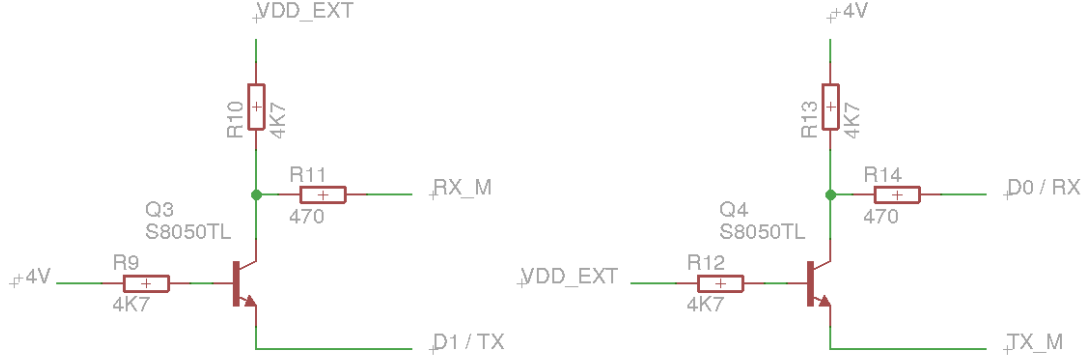 VDD_EXT
R10
4K7
R11
470
RX_M
Q3
S8050TL
+4V
R9
4K7
D1 / TX
+4V
R13
4K7
R14
470
D0 / RX
Q4
S8050TL
VDD_EXT
R12
4K7
TX_M